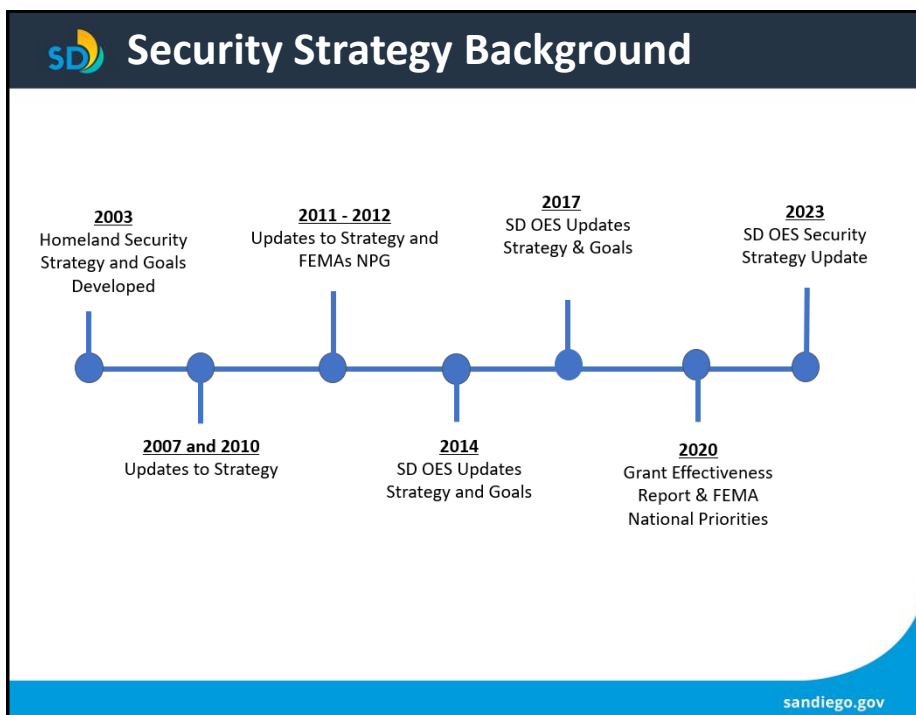 SD
Security Strategy Background
2003
Homeland Security
Strategy and Goals
Developed
2007 and 2010
Updates to Strategy
2011 - 2012
Updates to Strategy and
FEMAs NPG
2014
SD OES Updates
Strategy and Goals
2017
SD OES Updates
Strategy & Goals
2020
Grant Effectiveness
Report & FEMA
National Priorities
2023
SD OES Security
Strategy Update
sandiego.gov